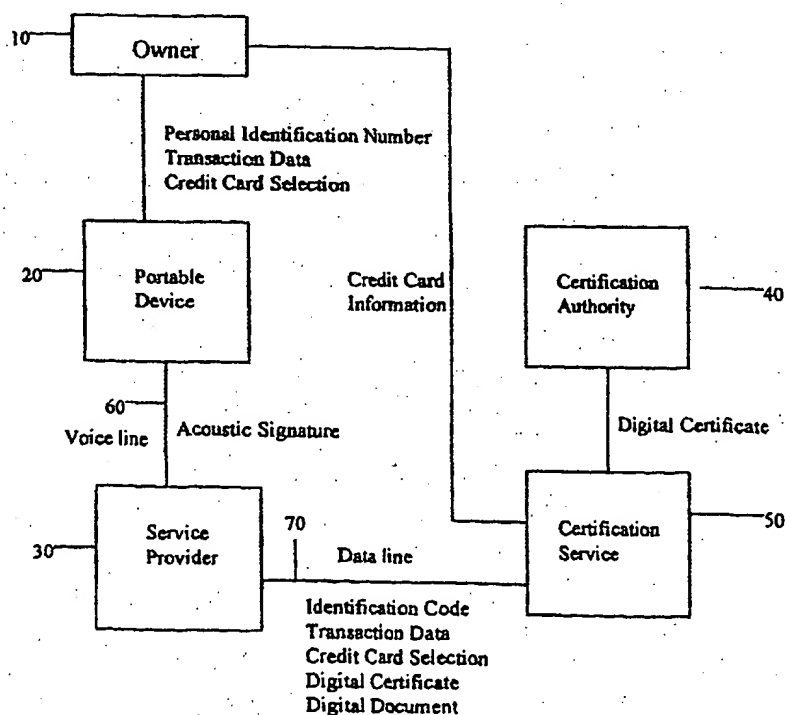 10
Owner
Personal Identification Number
Transaction Data
Credit Card Selection
20
Portable
Device
Credit Card
Information
Certification
Authority
40
60
Voice line
Acoustic Signature
Digital Certificate
30
Service
Provider
70
Data line
Certification
Service
50
Identification Code
Transaction Data
Credit Card Selection
Digital Certificate
Digital Document